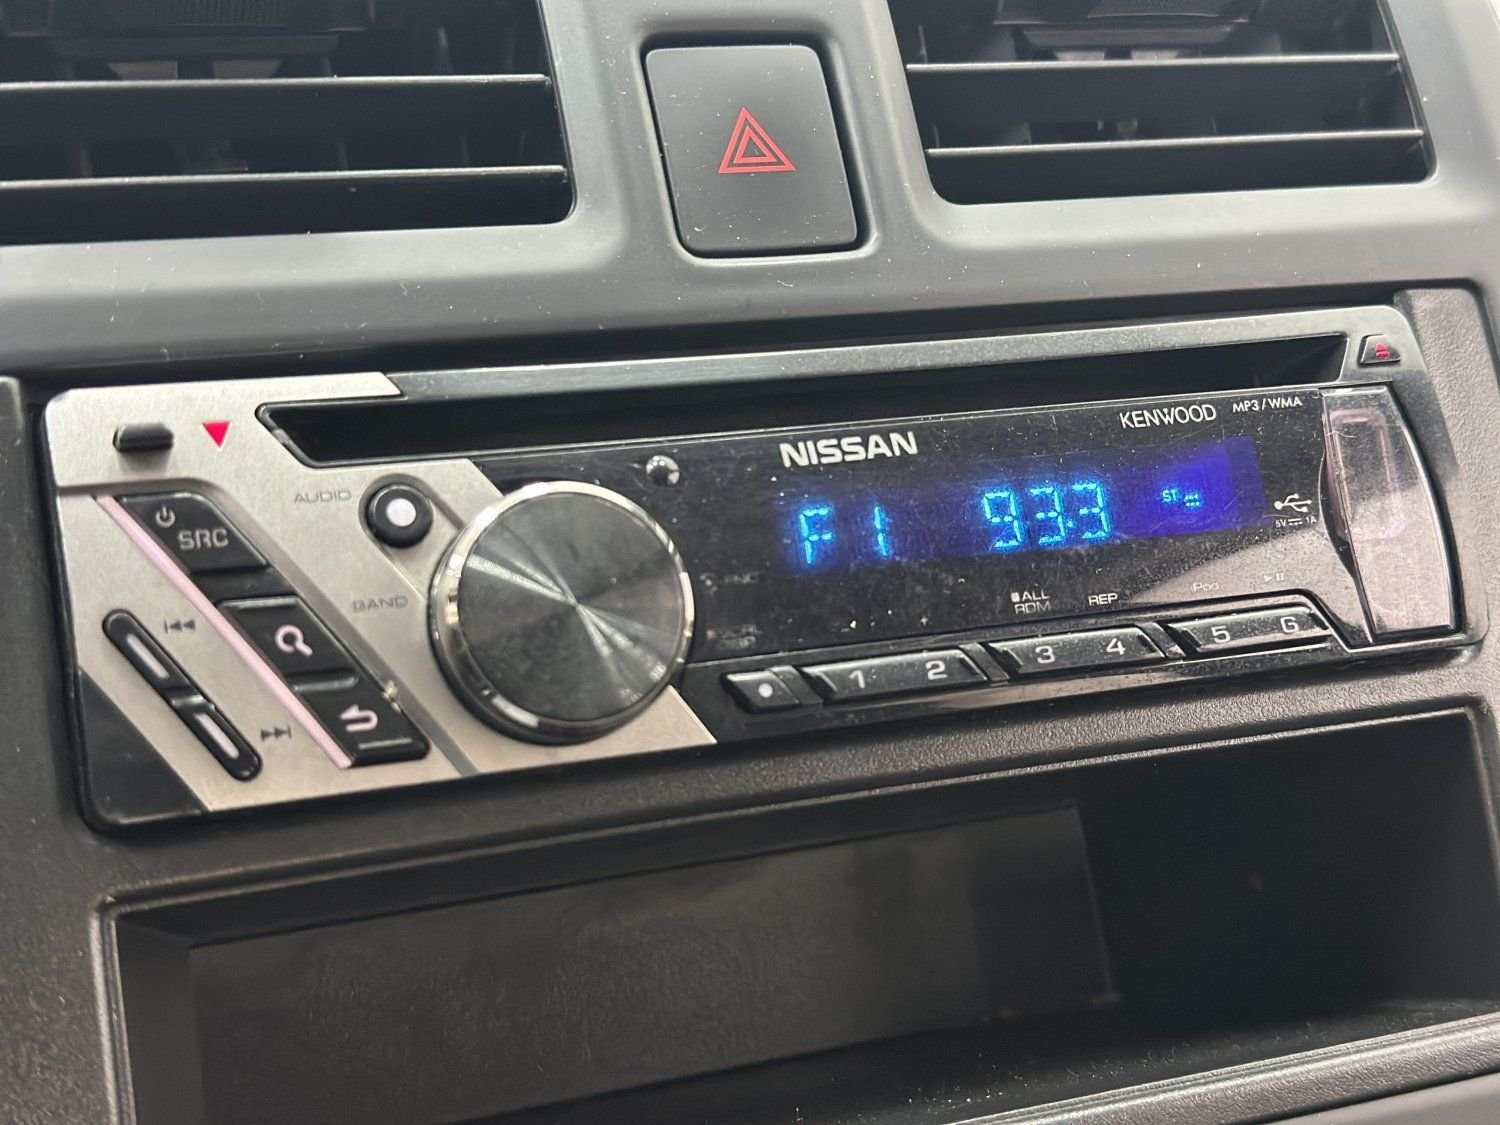 KENWOOD MP3/WMA
NISSAN
AUDIO
F 1 93.3 ST
5V 1A
SRC
BAND
iPod
ALL
RDM REP
1 2 3 4 5 6